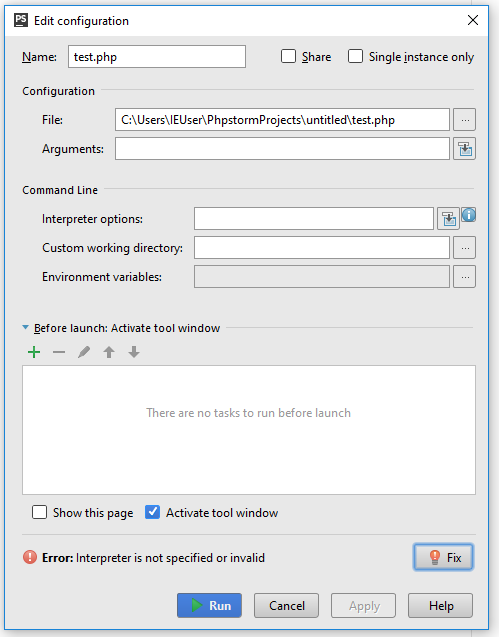 PS Edit configuration
Name: test.php Share Single instance only
Configuration
File: C:\Users\IEUser\PhpstormProjects\untitled\test.php ...
Arguments:
Command Line
Interpreter options:
Custom working directory: ...
Environment variables: ...
Before launch: Activate tool window
There are no tasks to run before launch
Show this page Activate tool window
Error: Interpreter is not specified or invalid Fix
Run Cancel Apply Help